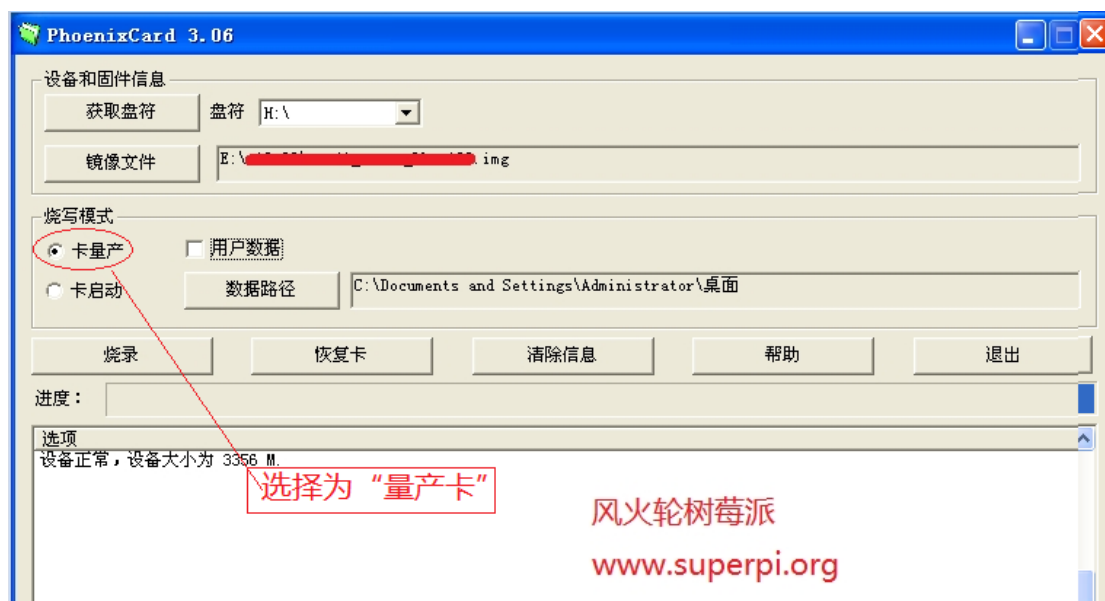 PhoenixCard 3.06
设备和固件信息
获取盘符 盘符 H:\
镜像文件 E:\ .img
烧写模式
卡量产 用户数据
卡启动 数据路径 C:\Documents and Settings\Administrator\桌面
烧录 恢复卡 清除信息 帮助 退出
进度：
选项
设备正常，设备大小为 3356 M.
选择为“量产卡”
风火轮树莓派
www.superpi.org